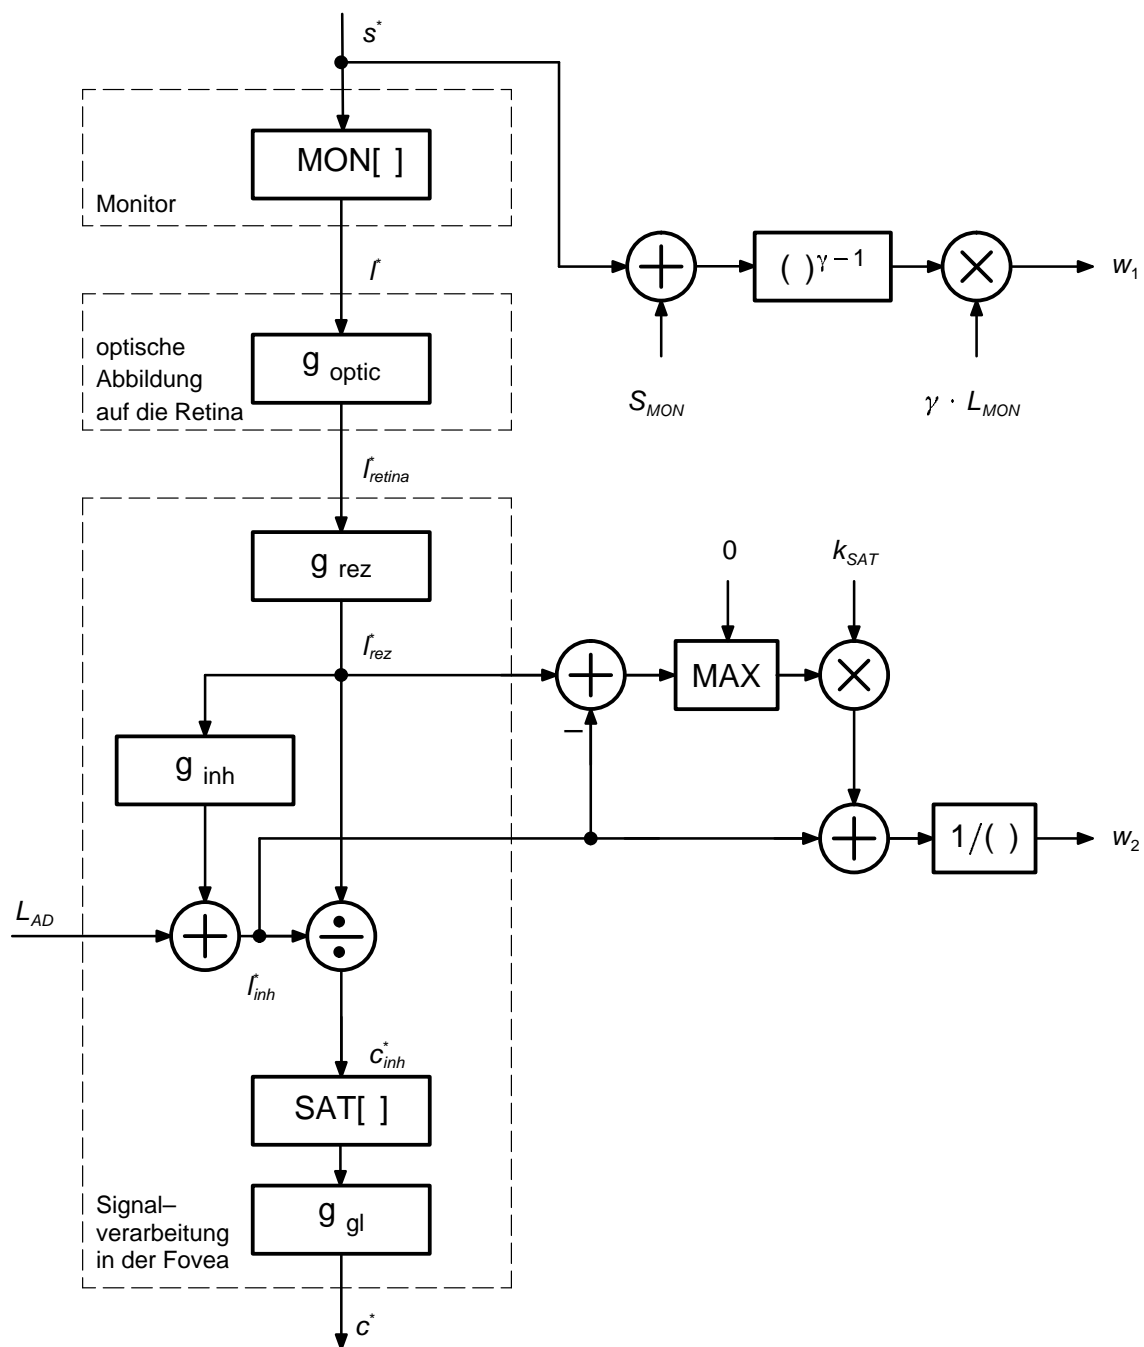 s*
MON[ ]
Monitor
l*
( )γ – 1
w1
optische
Abbildung
auf die Retina
g optic
SMON
γ · LMON
l*retina
g rez
0
kSAT
l*rez
MAX
–
g inh
1/( )
w2
LAD
l*inh
c*inh
SAT[ ]
Signal–
verarbeitung
in der Fovea
g gl
c*